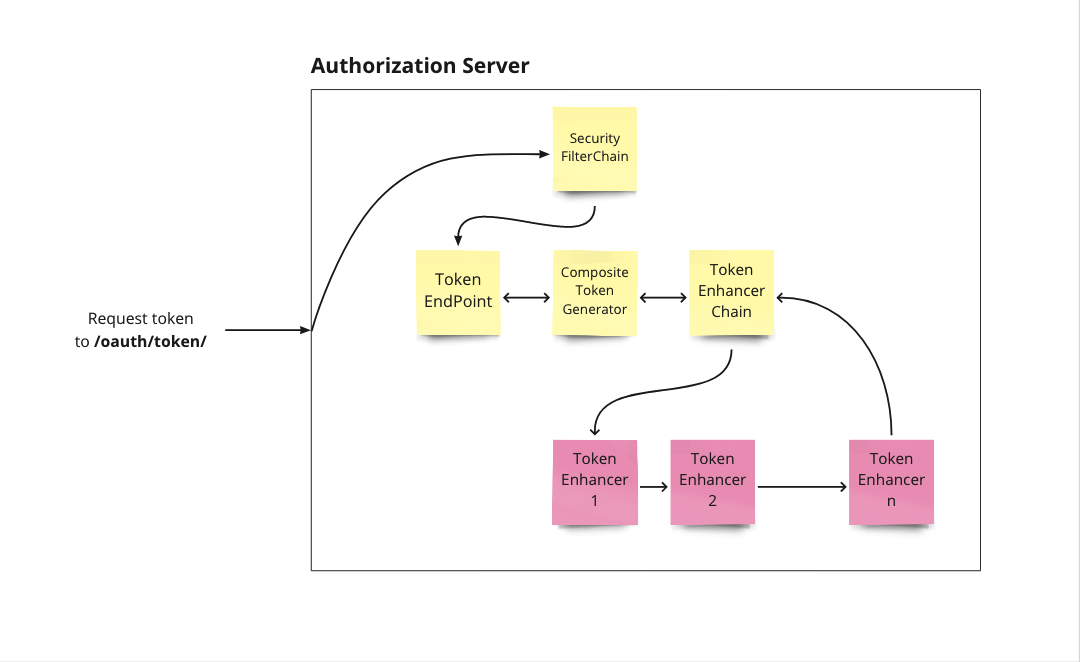 Authorization Server
Security
FilterChain
Token
EndPoint
Composite
Token
Generator
Token
Enhancer
Chain
Request token
to /oauth/token/
Token
Enhancer
1
Token
Enhancer
2
Token
Enhancer
n